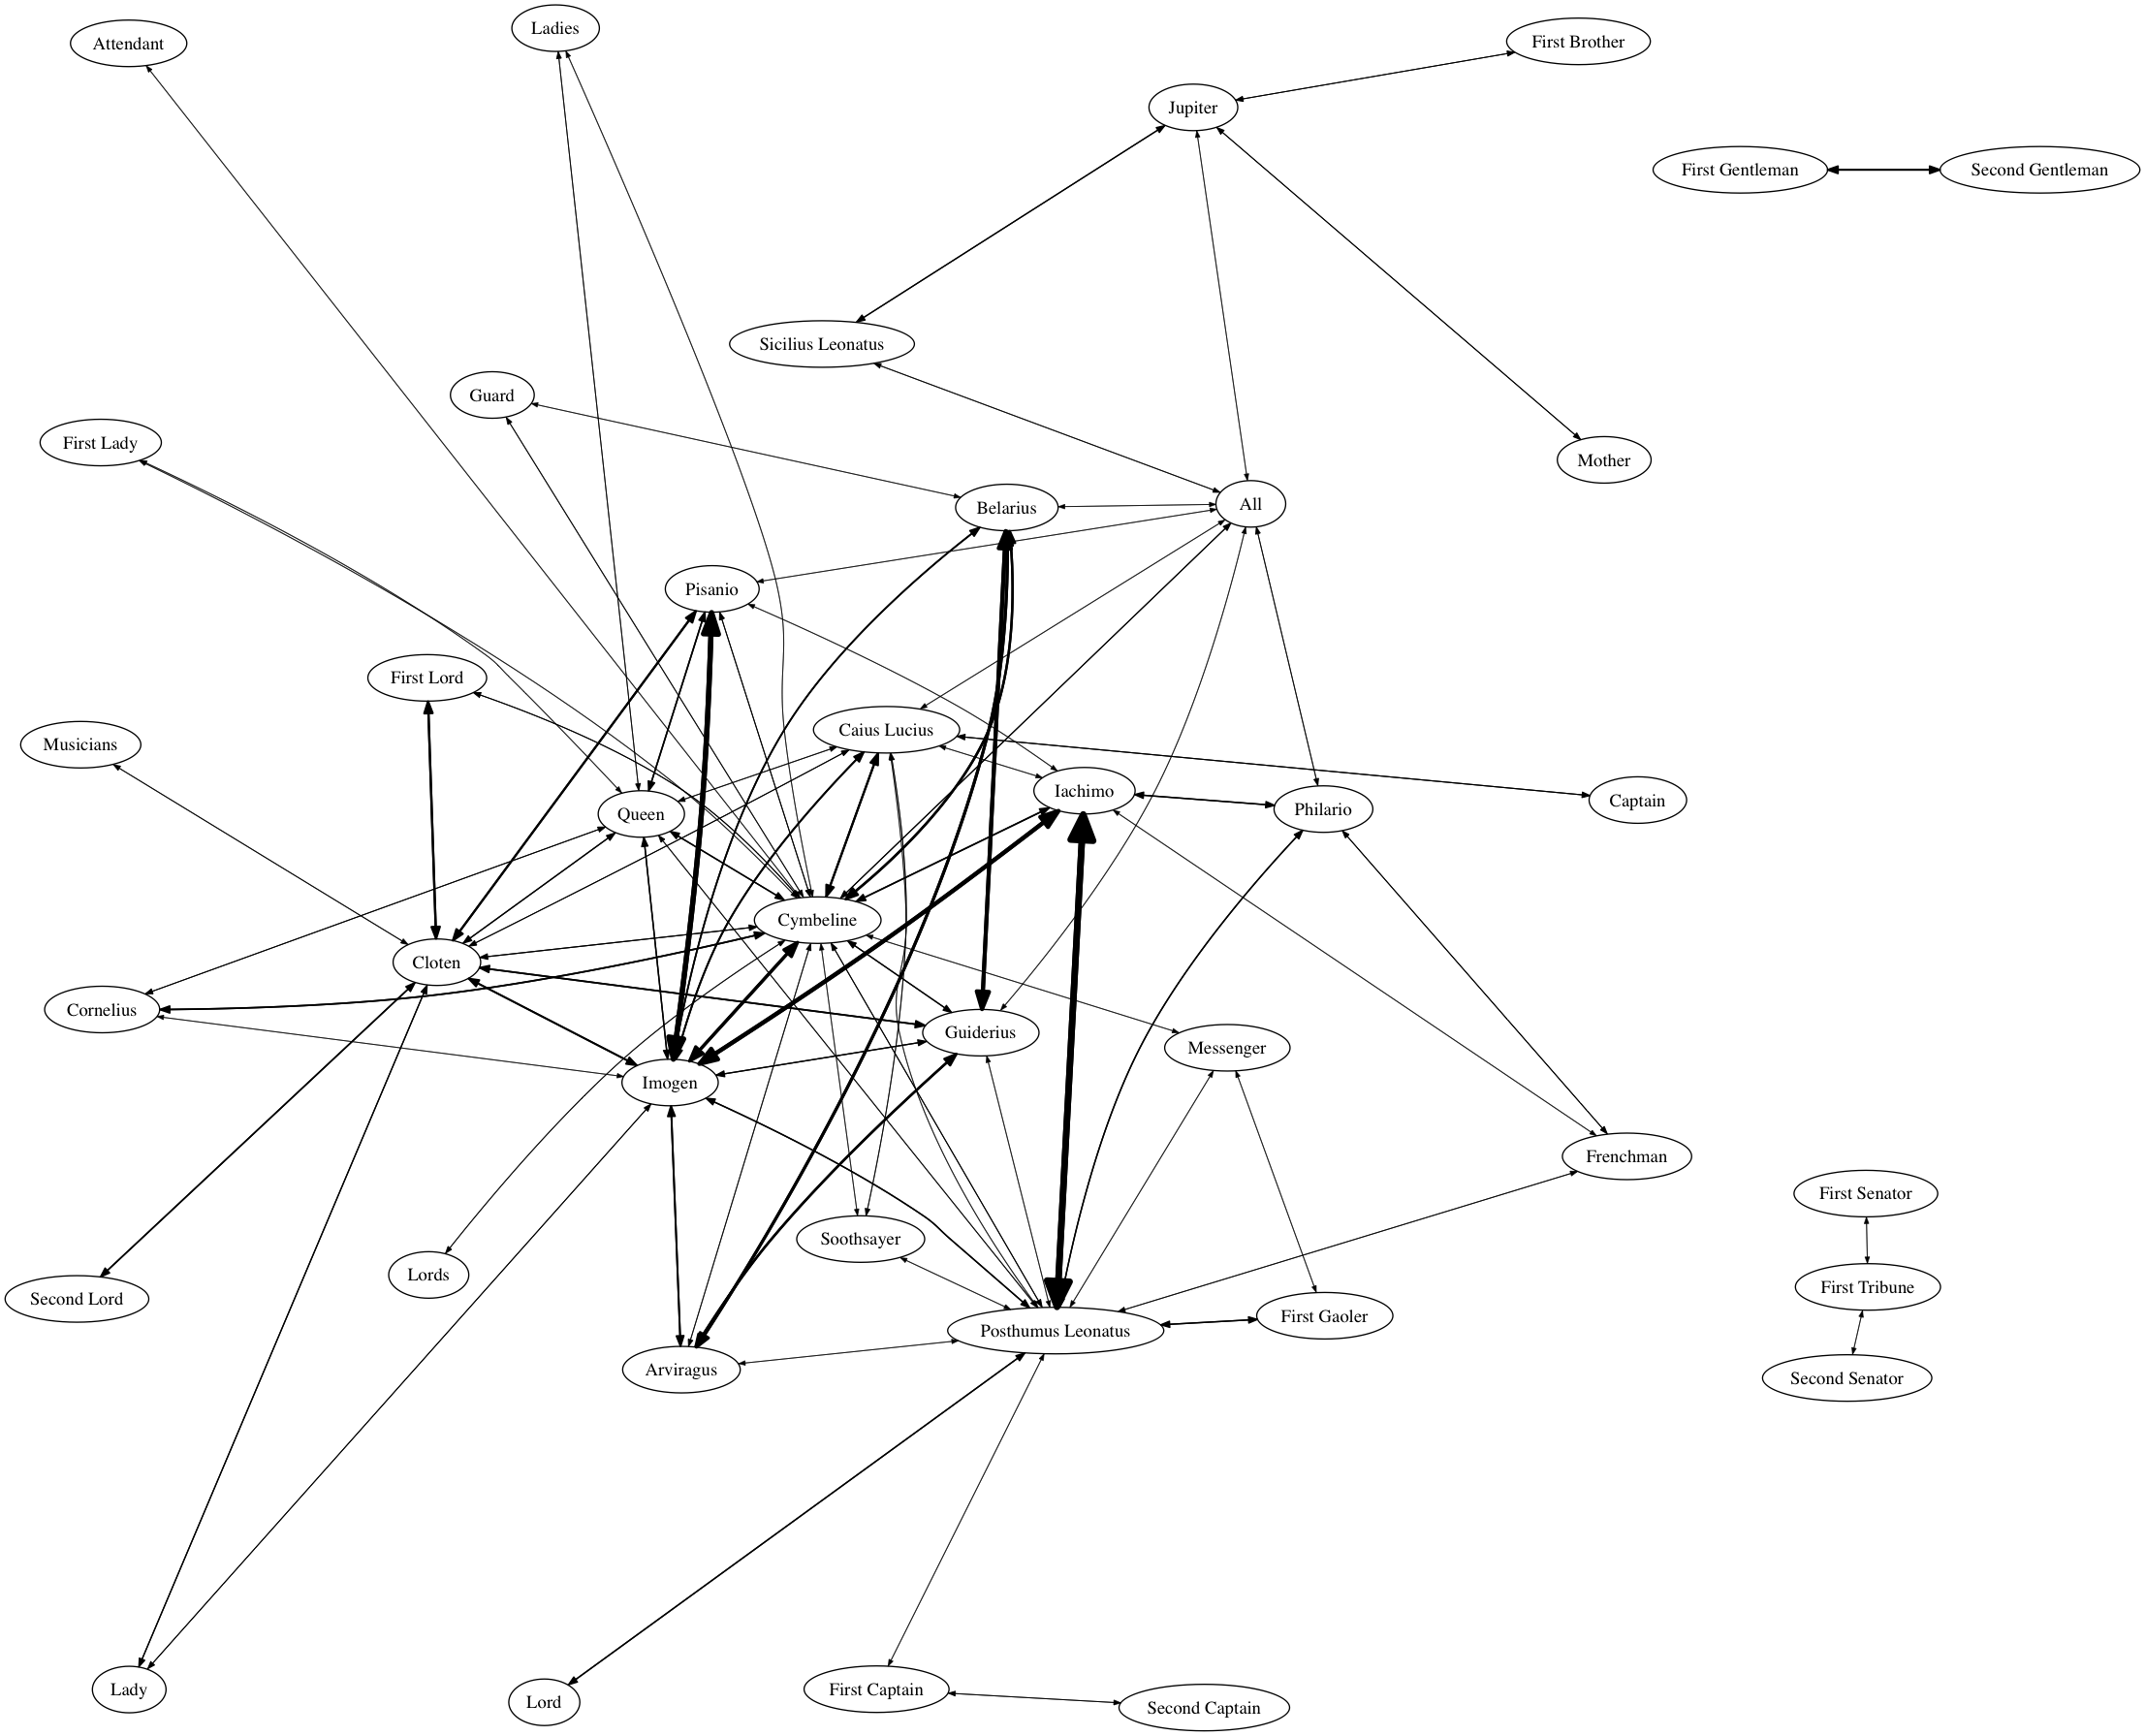 Ladies
First Brother
Attendant
Jupiter
First Gentleman
Second Gentleman
Sicilius Leonatus
Guard
First Lady
Mother
All
Belarius
Pisanio
First Lord
Caius Lucius
Musicians
Iachimo
Captain
Philario
Queen
Cymbeline
Cloten
Cornelius
Guiderius
Messenger
Imogen
Frenchman
First Senator
Soothsayer
Lords
First Tribune
Second Lord
First Gaoler
Posthumus Leonatus
Arviragus
Second Senator
Lady
First Captain
Lord
Second Captain